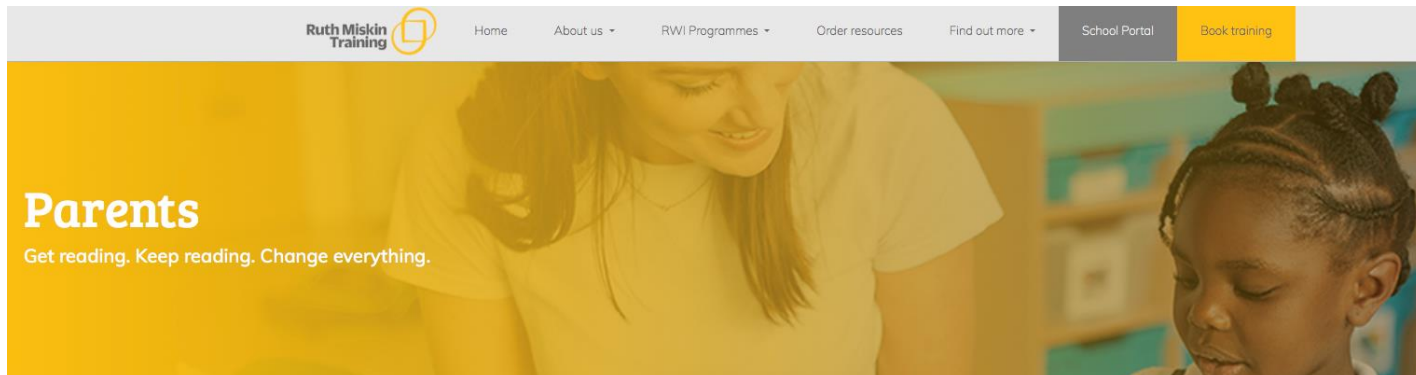 Ruth Miskin
Training
Home
About us
RWI Programmes
Order resources
Find out more
School Portal
Book training
Parents
Get reading. Keep reading. Change everything.